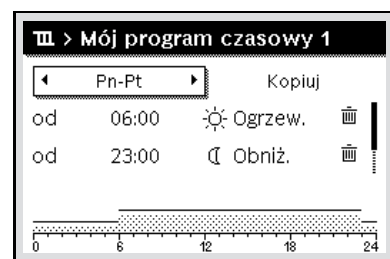 > Mój program czasowy 1
Pn-Pt Kopiuj
od 06:00 Ogrzew.
od 23:00 Obniż.
0 6 12 18 24